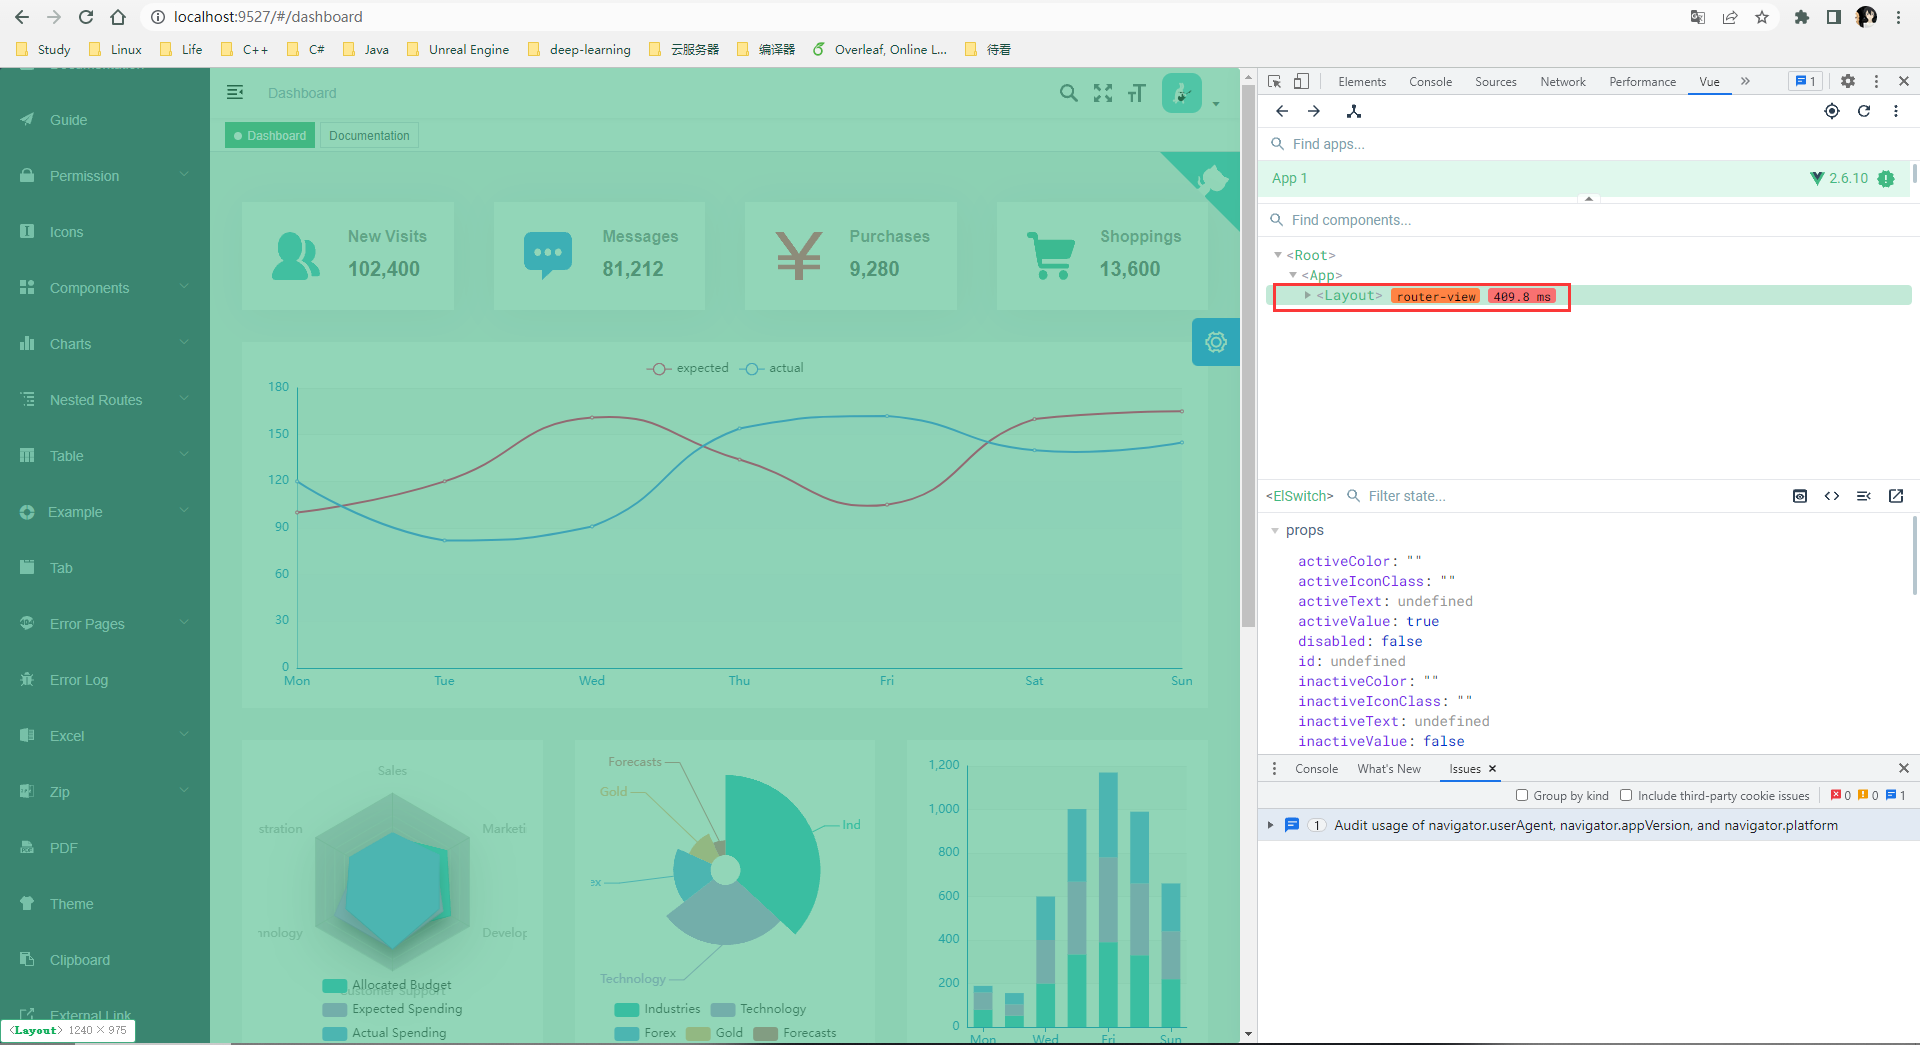 localhost:9527/#/dashboard
Study Linux Life C++ C# Java Unreal Engine deep-learning 云服务器 编译器 Overleaf, Online L... 待看
Guide
Permission
Icons
Components
Charts
Nested Routes
Table
Example
Tab
Error Pages
Error Log
Excel
Zip
PDF
Theme
Clipboard
External Link
<Layout> 1240 × 975
Dashboard
Dashboard Documentation
New Visits
102,400
Messages
81,212
Purchases
9,280
Shoppings
13,600
expected actual
180
150
120
90
60
30
0
Mon Tue Wed Thu Fri Sat Sun
Sales
stration
Marketi
hnology
Develop
Customer Support
Allocated Budget
Expected Spending
Actual Spending
Forecasts
Gold
Ind
ex
Technology
Industries Technology
Forex Gold Forecasts
1,200
1,000
800
600
400
200
0
Mon Wed Fri Sun
Elements Console Sources Network Performance Vue 1
Find apps...
App 1 2.6.10
Find components...
<Root>
<App>
<Layout> router-view 409.8 ms
<ElSwitch> Filter state...
props
activeColor: ""
activeIconClass: ""
activeText: undefined
activeValue: true
disabled: false
id: undefined
inactiveColor: ""
inactiveIconClass: ""
inactiveText: undefined
inactiveValue: false
Console What's New Issues
Group by kind Include third-party cookie issues 0 0 1
1 Audit usage of navigator.userAgent, navigator.appVersion, and navigator.platform